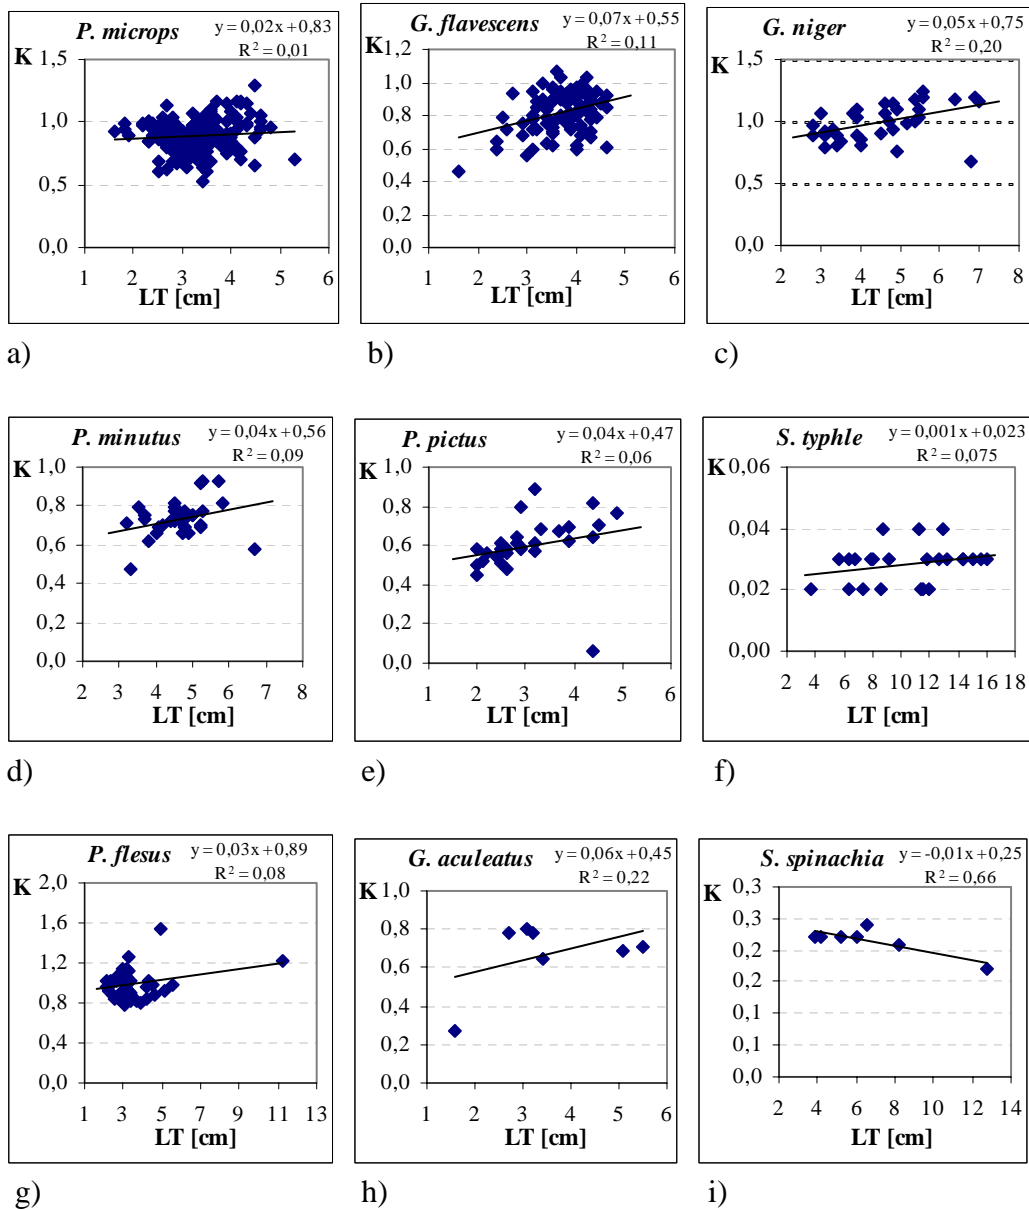 P. microps y = 0,02x + 0,83
R² = 0,01
K
1,5
1,0
0,5
0,0
1 2 3 4 5 6
LT [cm]
a)
G. flavescens y = 0,07x + 0,55
R² = 0,11
K
1,2
1,0
0,8
0,6
0,4
0,2
0,0
1 2 3 4 5 6
LT [cm]
b)
G. niger y = 0,05x + 0,75
R² = 0,20
K
1,5
1,0
0,5
0,0
2 3 4 5 6 7 8
LT [cm]
c)
P. minutus y = 0,04x + 0,56
R² = 0,09
K
1,0
0,8
0,6
0,4
0,2
0,0
2 3 4 5 6 7 8
LT [cm]
d)
P. pictus y = 0,04x + 0,47
R² = 0,06
K
1,0
0,8
0,6
0,4
0,2
0,0
1 2 3 4 5 6
LT [cm]
e)
S. typhle y = 0,001x + 0,023
R² = 0,075
K
0,06
0,04
0,02
0,00
2 4 6 8 10 12 14 16 18
LT [cm]
f)
P. flesus y = 0,03x + 0,89
R² = 0,08
K
2,0
1,6
1,2
0,8
0,4
0,0
1 3 5 7 9 11 13
LT [cm]
g)
G. aculeatus y = 0,06x + 0,45
R² = 0,22
K
1,0
0,8
0,6
0,4
0,2
0,0
1 2 3 4 5 6
LT [cm]
h)
S. spinachia y = -0,01x + 0,25
R² = 0,66
K
0,3
0,3
0,2
0,2
0,1
0,1
0,0
2 4 6 8 10 12 14
LT [cm]
i)